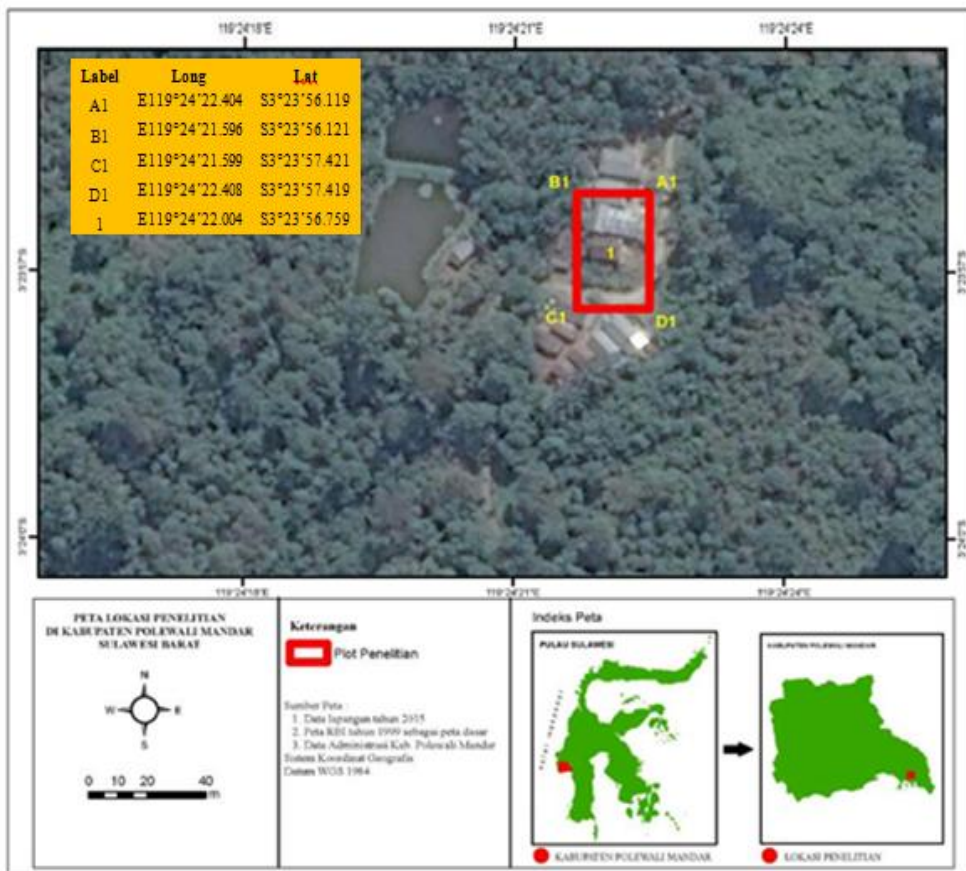 119°24'18"E 119°24'21"E 119°24'24"E
Label Long Lat
A1 E119°24'22.404 S3°23'56.119
B1 E119°24'21.596 S3°23'56.121
C1 E119°24'21.599 S3°23'57.421
D1 E119°24'22.408 S3°23'57.419
1 E119°24'22.004 S3°23'56.759
B1 A1
1
C1 D1
3°23'57"S 3°23'57"S
3°24'0"S 3°24'0"S
119°24'18"E 119°24'21"E 119°24'24"E
PETA LOKASI PENELITIAN
DI KABUPATEN POLEWALI MANDAR
SULAWESI BARAT
N
W E
S
0 10 20 40
m
Keterangan
Plot Penelitian
Sumber Peta :
1. Data lapangan tahun 2015
2. Peta RBI tahun 1999 sebagai peta dasar
3. Data Administrasi Kab. Polewali Mandar
Sistem Koordinat Geografis
Datum WGS 1984
Indeks Peta
PULAU SULAWESI
KABUPATEN POLEWALI MANDAR
KABUPATEN POLEWALI MANDAR
LOKASI PENELITIAN